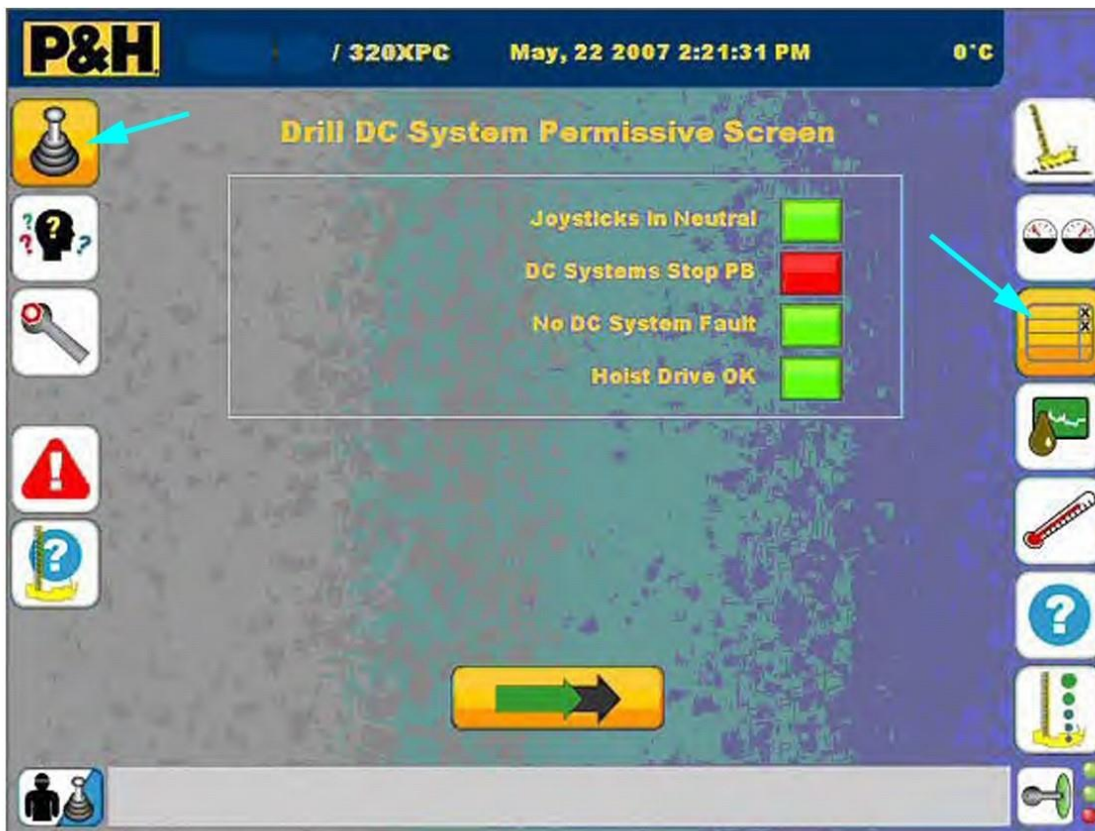 P&H / 320XPC May, 22 2007 2:21:31 PM 0°C
Drill DC System Permissive Screen
Joysticks in Neutral
DC Systems Stop PB
No DC System Fault
Hoist Drive OK